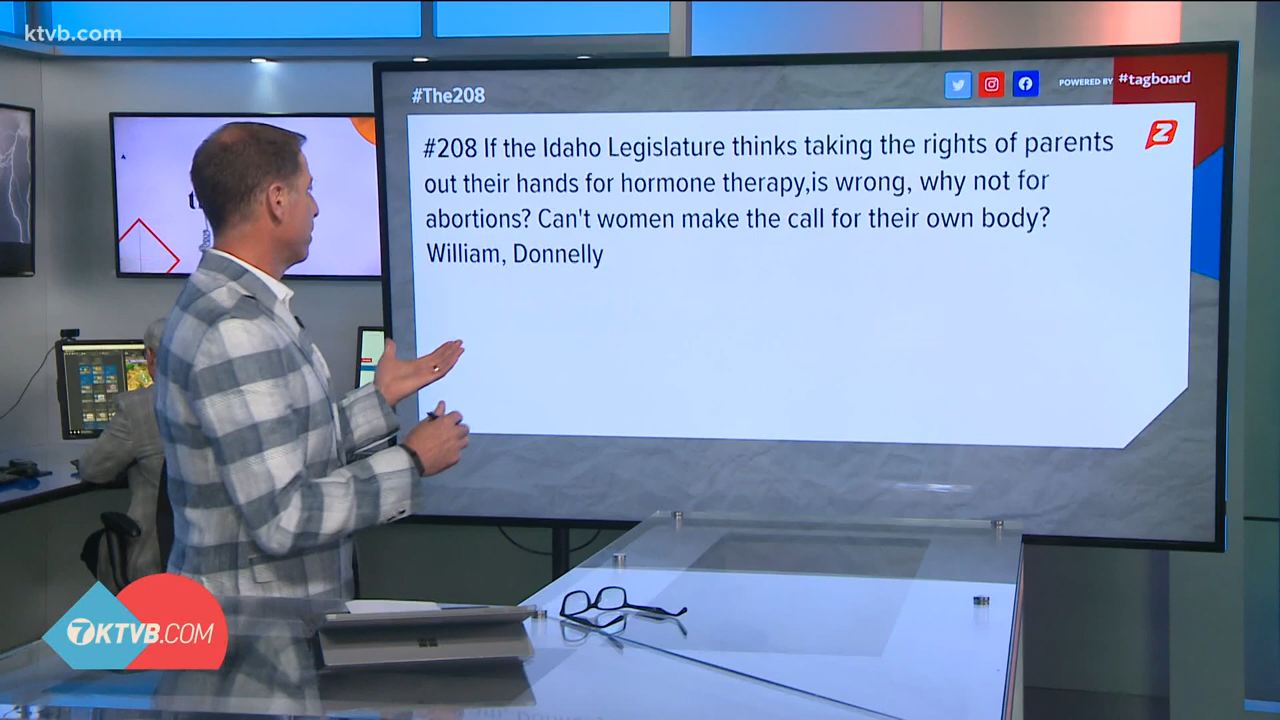 ktvb.com
#The208
POWERED BY #tagboard
#208 If the Idaho Legislature thinks taking the rights of parents
out their hands for hormone therapy,is wrong, why not for
abortions? Can't women make the call for their own body?
William, Donnelly
7KTVB.COM